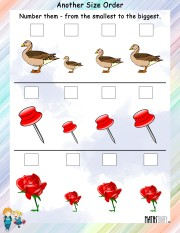 Another Size Order
Number them - from the smallest to the biggest.